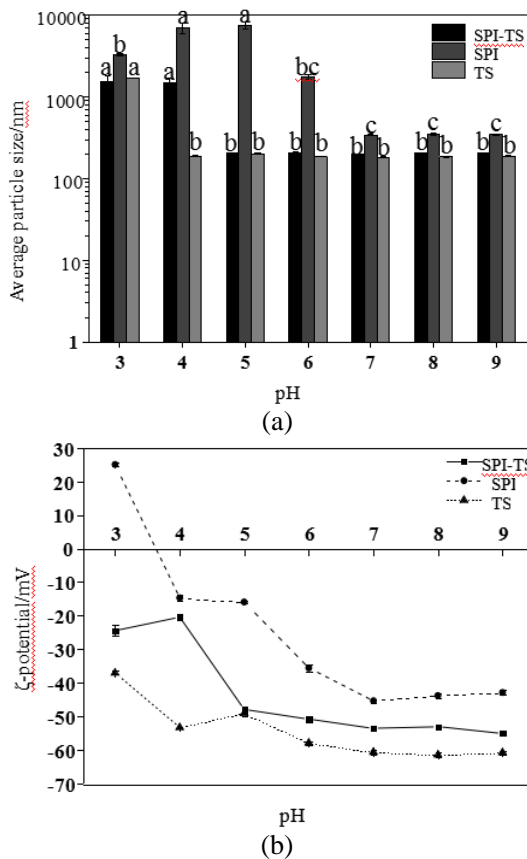 10000
1000
100
10
1
Average particle size/nm
a b a
a a b
b a b
b bc b
b c b
b c b
b c b
SPI-TS
SPI
TS
3 4 5 6 7 8 9
pH
(a)
30
20
10
0
-10
-20
-30
-40
-50
-60
-70
ζ-potential/mV
SPI-TS
SPI
TS
3 4 5 6 7 8 9
pH
(b)